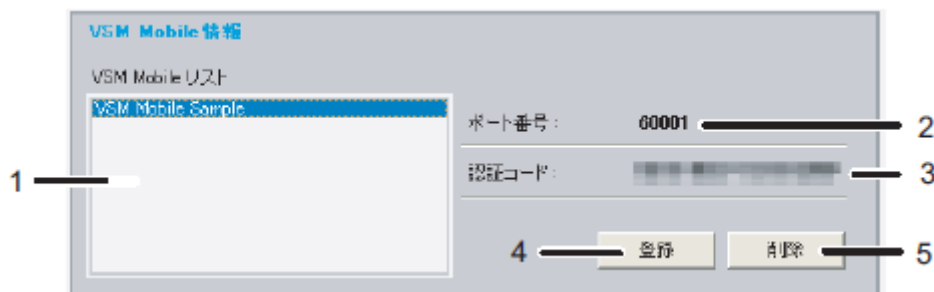 VSM Mobile 情報
VSM Mobile リスト
VSM Mobile Sample
ポート番号 : 60001
2
認証コード :
3
1
4
登録
削除
5